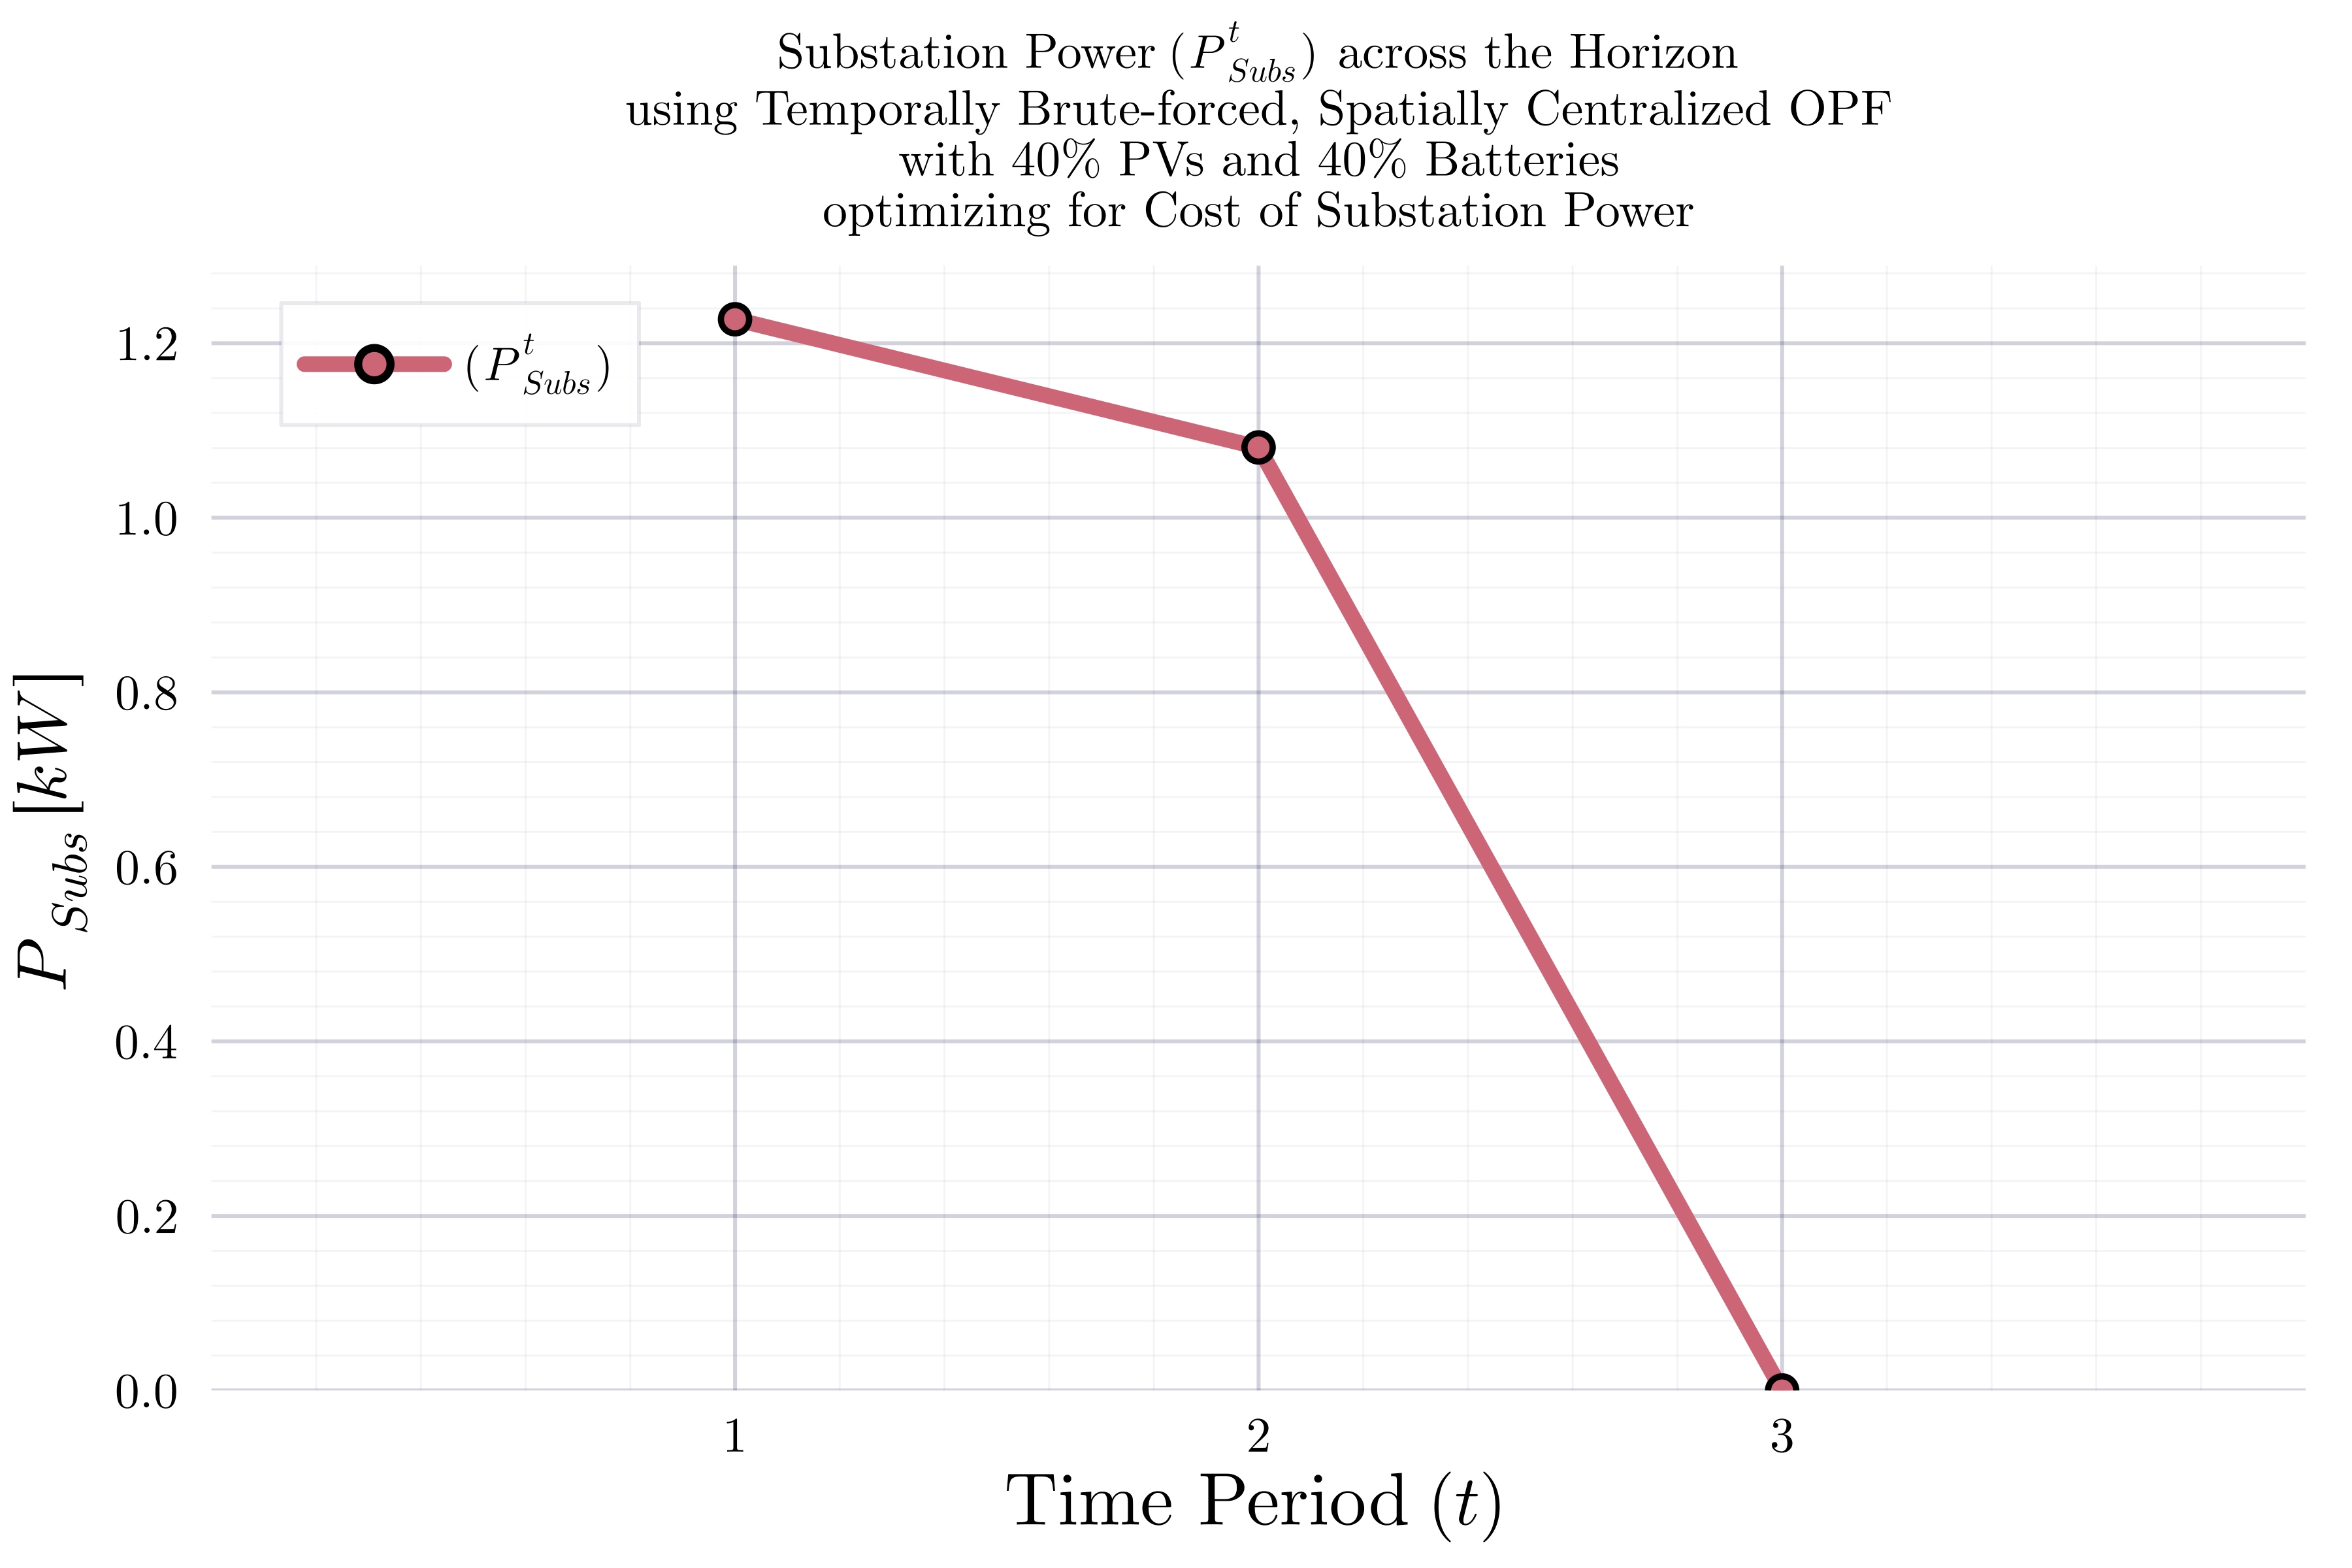 Substation Power (P^t_Subs) across the Horizon
using Temporally Brute-forced, Spatially Centralized OPF
with 40% PVs and 40% Batteries
optimizing for Cost of Substation Power
(P^t_Subs)
1.2
1.0
0.8
0.6
0.4
0.2
0.0
P_Subs [kW]
1 2 3
Time Period (t)